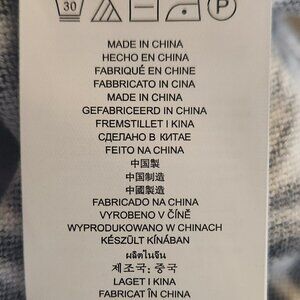 30
P
MADE IN CHINA
HECHO EN CHINA
FABRIQUÉ EN CHINE
FABBRICATO IN CINA
MADE IN CHINA
GEFABRICEERD IN CHINA
FREMSTILLET I KINA
СДЕЛАНО В КИТАЕ
FEITO NA CHINA
中国製
中国制造
中國製造
FABRICADO NA CHINA
VYROBENO V ČÍNĚ
WYPRODUKOWANO W CHINACH
KÉSZÜLT KÍNÁBAN
ผลิตในจีน
제조국: 중국
LAGET I KINA
FABRICAT ÎN CHINA